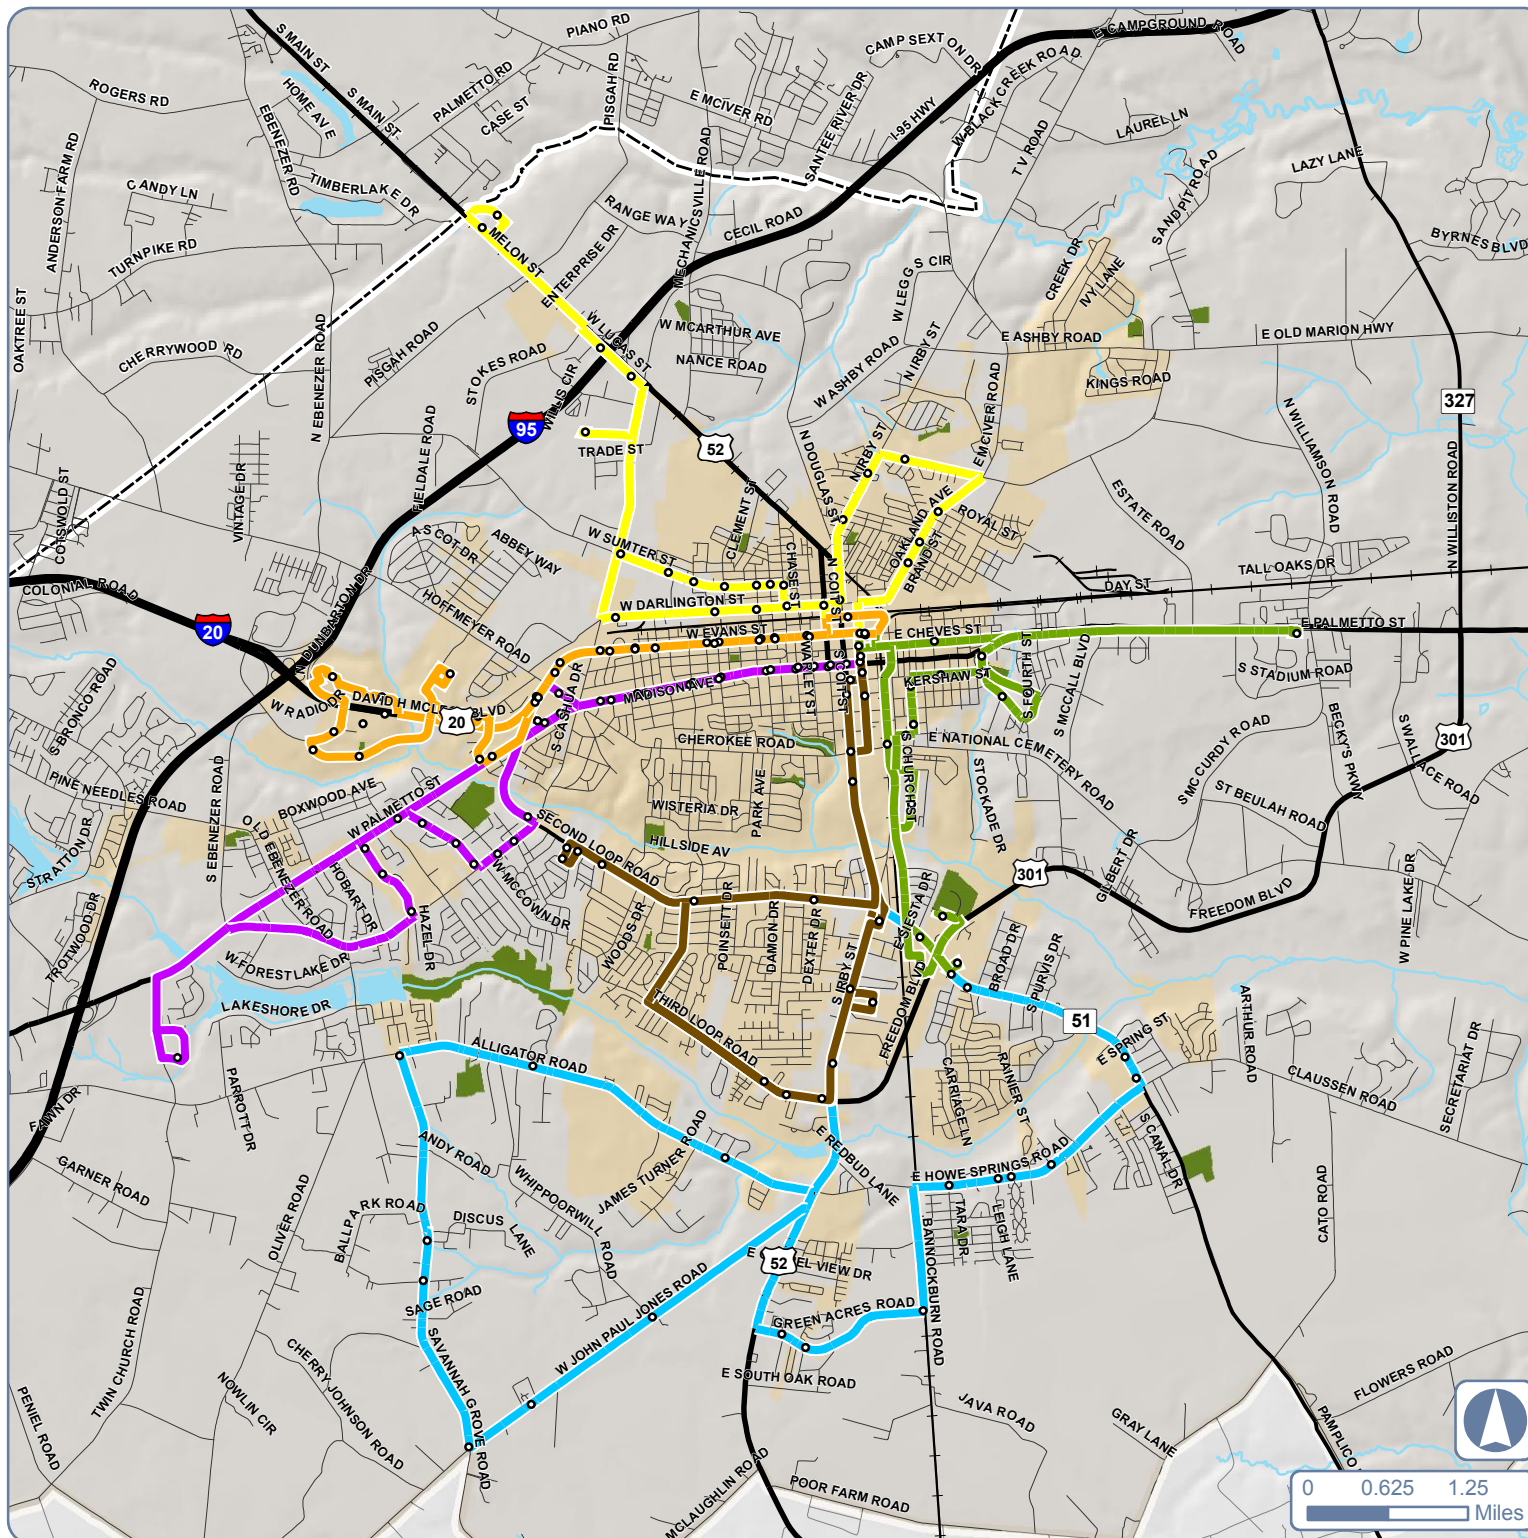 S MAIN ST
PIANO RD
E CAMPGROUND ROAD
CAMP SEXTON DR
ROGERS RD
HOME AVE
S MAIN ST
PALMETTO RD
CASE ST
PISGAH RD
E MCIVER RD
SANTEE RIVER DR
I-95 HWY
W BLACK CREEK ROAD
TV ROAD
LAUREL LN
LAZY LANE
ANDERSON FARM RD
EBENEZER RD
CANDY LN
TIMBERLAKE DR
MECHANICSVILLE ROAD
RANGE WAY
CECIL ROAD
SANDPIT ROAD
BYRNES BLVD
TURNPIKE RD
MELON ST
ENTERPRISE DR
W LEGG S CIR
CREEK DR
IVY LANE
OAKTREE ST
CHERRYWOOD RD
N EBENEZER ROAD
PISGAH ROAD
STOKES ROAD
W LUCAS ST
W MCARTHUR AVE
NANCE ROAD
W ASHBY ROAD
N IRBY ST
E ASHBY ROAD
E OLD MARION HWY
KINGS ROAD
WILLIS CIR
95
327
FIELDALE ROAD
TRADE ST
52
N DOUGLAS ST
N IRBY ST
E MCIVER ROAD
N WILLIAMSON ROAD
N WILLISTON ROAD
COTSWOLD ST
VINTAGE DR
ASCOT DR
ABBEY WAY
W SUMTER ST
CLEMENT ST
CHASE ST
N COIT ST
OAKLAND AVE
BRAND ST
ROYAL ST
ESTATE ROAD
DAY ST
TALL OAKS DR
COLONIAL ROAD
20
N DUNBARTON DR
HOFFMEYER ROAD
W DARLINGTON ST
W EVANS ST
E CHEVES ST
E PALMETTO ST
S BRONCO ROAD
W RADIO DR
DAVID H MCLEOD BLVD
20
S CASHUA DR
MADISON AVE
WARLEY ST
S COIT ST
KERSHAW ST
S FOURTH ST
S MCCALL BLVD
S STADIUM ROAD
CHEROKEE ROAD
S CHURCH ST
E NATIONAL CEMETERY ROAD
S MCCURDY ROAD
BECKY'S PKWY
S WALLACE ROAD
301
PINE NEEDLES ROAD
S EBENEZER ROAD
BOXWOOD AVE
W PALMETTO ST
WISTERIA DR
PARK AVE
STOCKADE DR
ST BEULAH ROAD
STRATTON DR
OLD EBENEZER ROAD
HOBART DR
SECOND LOOP ROAD
HILLSIDE AV
W MCCOWN DR
301
GILBERT DR
FREEDOM BLVD
W PINE LAKE DR
TROTWOOD DR
HAZEL DR
WOODS DR
POINSETT DR
DAMON DR
DEXTER DR
E SIESTA DR
S IRBY ST
BROAD DR
S PURVIS DR
W FOREST LAKE DR
LAKESHORE DR
THIRD LOOP ROAD
FREEDOM BLVD
51
E SPRING ST
ARTHUR ROAD
SECRETARIAT DR
CLAUSSEN ROAD
FAWN DR
PARROTT DR
ALLIGATOR ROAD
CARRIAGE LN
RAINIER ST
GARNER ROAD
ANDY ROAD
WHIPPOORWILL ROAD
JAMES TURNER ROAD
E REDBUD LANE
E HOWE SPRINGS ROAD
S CANAL DR
OLIVER ROAD
BALLPARK ROAD
DISCUS LANE
TARA DR
LEIGH LANE
CATO ROAD
SAGE ROAD
52
EL VIEW DR
GREEN ACRES ROAD
BANNOCKBURN ROAD
TWIN CHURCH ROAD
W JOHN PAUL JONES ROAD
CHERRY JOHNSON ROAD
SAVANNAH GROVE ROAD
E SOUTH OAK ROAD
PENIEL ROAD
NOWLIN CIR
JAVA ROAD
GRAY LANE
FLOWERS ROAD
PAMPLICO
MCLAUGHLIN ROAD
POOR FARM ROAD
0 0.625 1.25
Miles